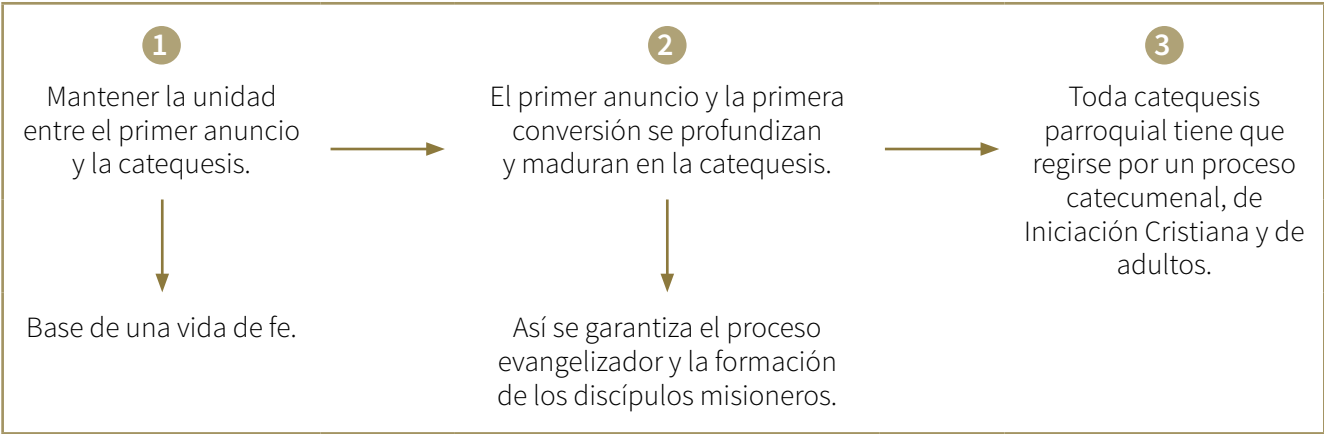 1
Mantener la unidad
entre el primer anuncio
y la catequesis.
Base de una vida de fe.
2
El primer anuncio y la primera
conversión se profundizan
y maduran en la catequesis.
Así se garantiza el proceso
evangelizador y la formación
de los discípulos misioneros.
3
Toda catequesis
parroquial tiene que
regirse por un proceso
catecumenal, de
Iniciación Cristiana y de
adultos.